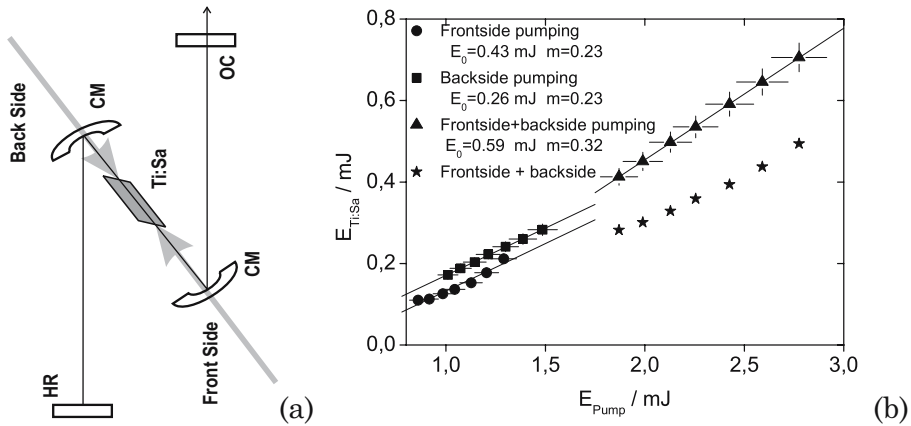 Back Side
CM
Ti:Sa
OC
CM
Front Side
HR
(a)
E_Ti:Sa / mJ
0,8
0,6
0,4
0,2
0,0
Frontside pumping
E₀=0.43 mJ m=0.23
Backside pumping
E₀=0.26 mJ m=0.23
Frontside+backside pumping
E₀=0.59 mJ m=0.32
Frontside + backside
1,0 1,5 2,0 2,5 3,0
E_Pump / mJ
(b)